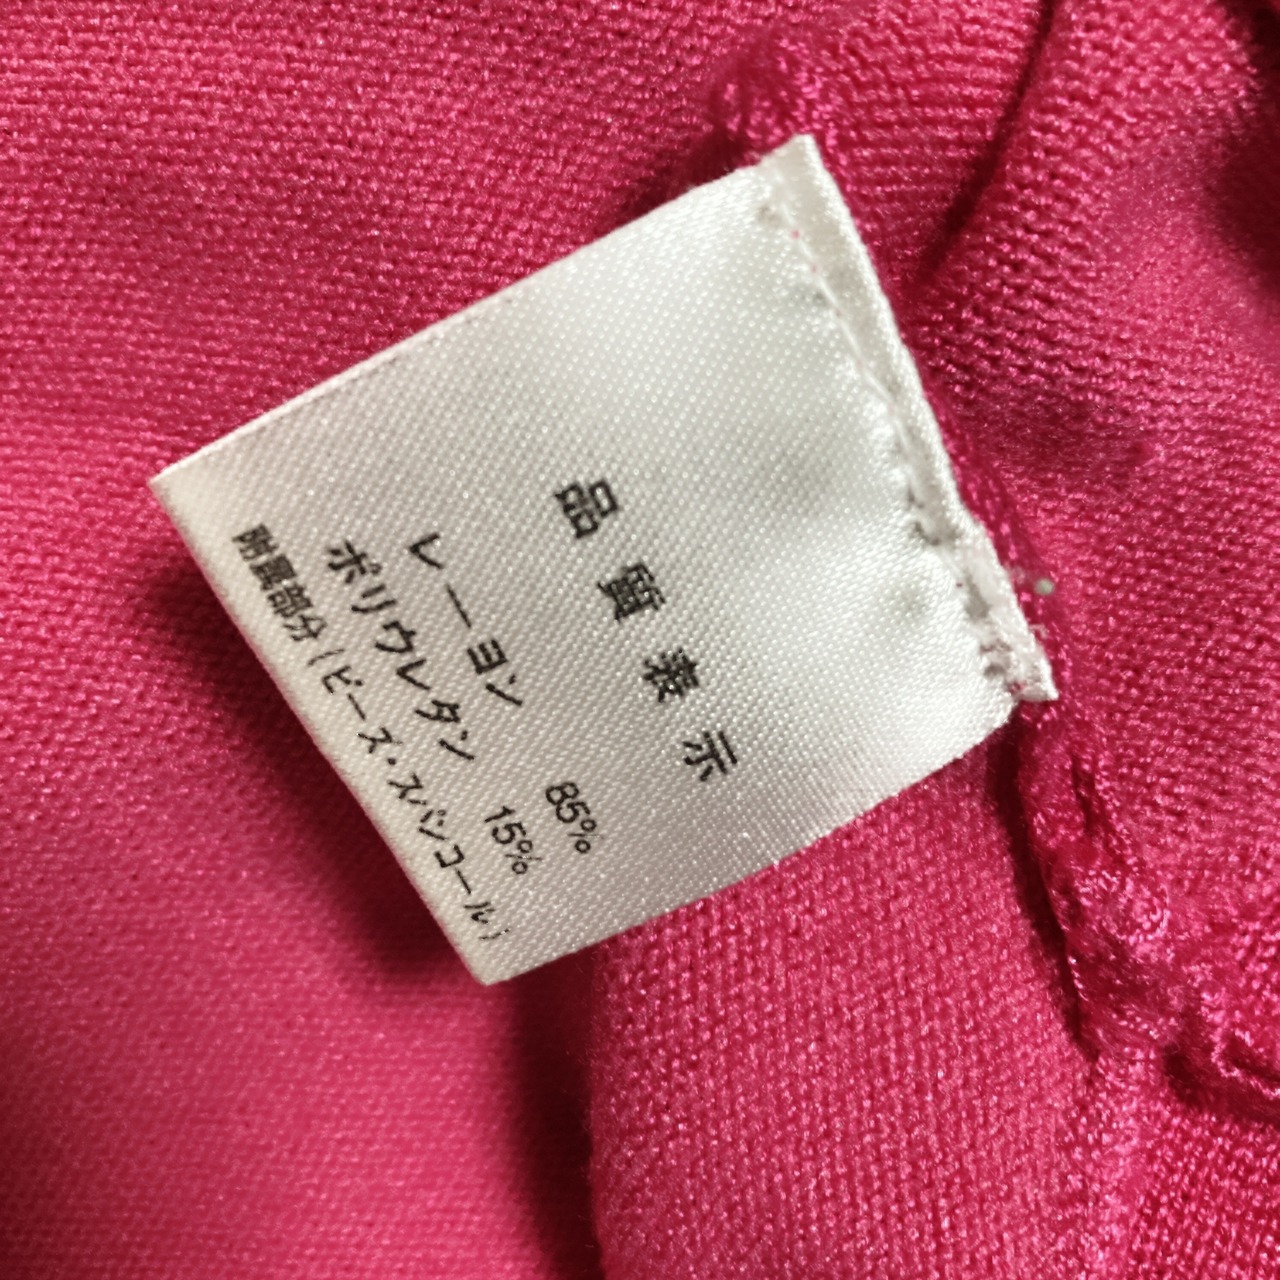 品質表示
レーヨン 85%
ポリウレタン 15%
附属部分(ビーズ・スパンコール)